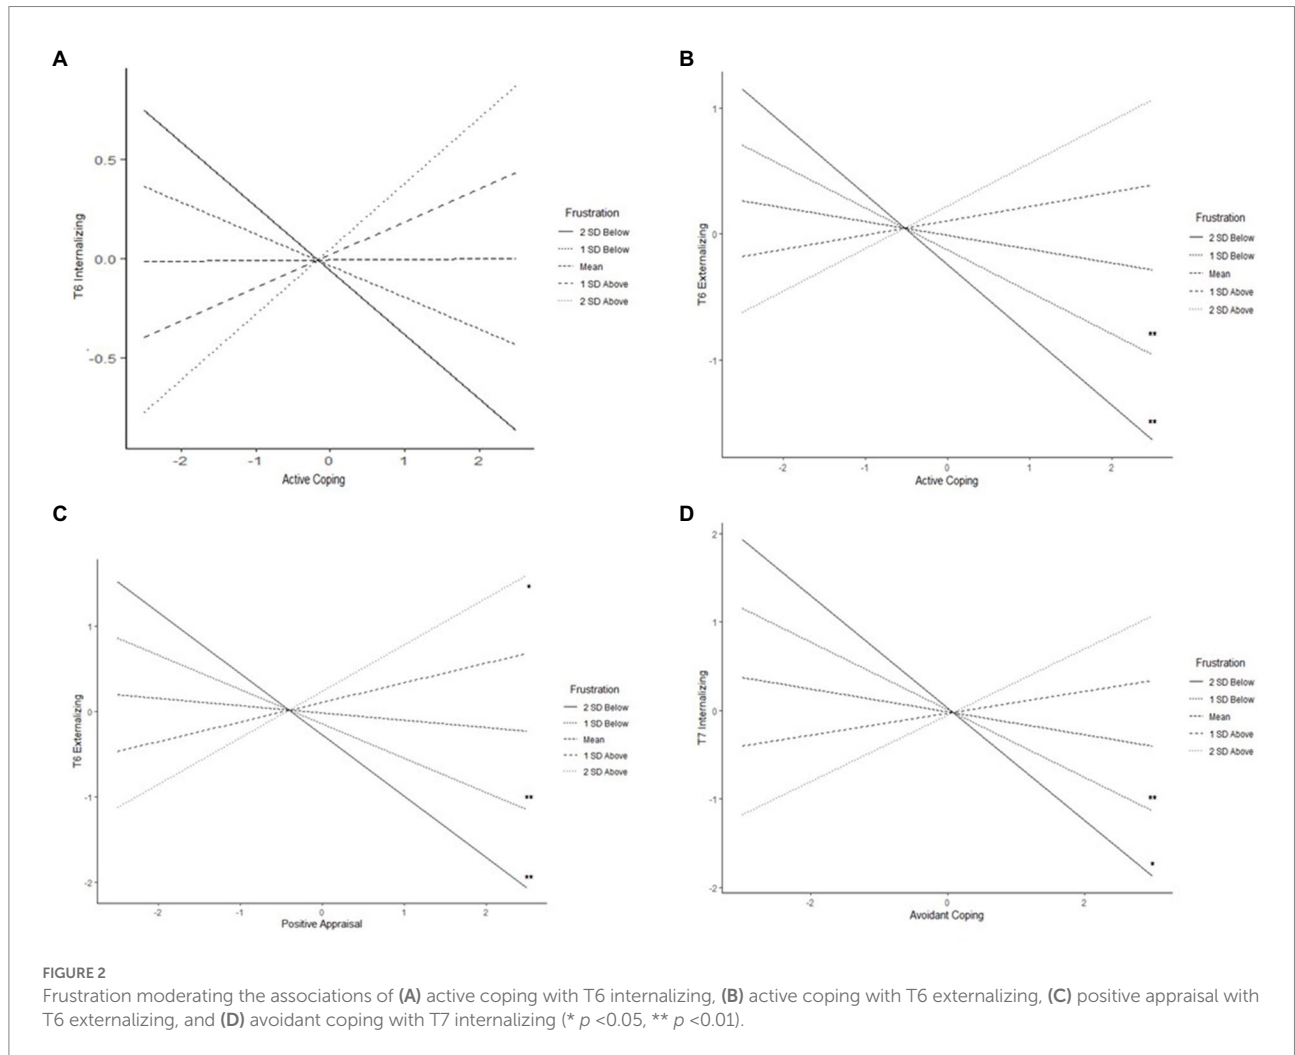 A
0.5
0.0
-0.5
T6 Internalizing
-2 -1 0 1 2
Active Coping
Frustration
2 SD Below
1 SD Below
Mean
1 SD Above
2 SD Above
B
1
0
-1
T6 Externalizing
**
**
-2 -1 0 1 2
Active Coping
Frustration
2 SD Below
1 SD Below
Mean
1 SD Above
2 SD Above
C
1
0
-1
-2
T6 Externalizing
*
**
**
-2 -1 0 1 2
Positive Appraisal
Frustration
2 SD Below
1 SD Below
Mean
1 SD Above
2 SD Above
D
2
1
0
-1
-2
T7 Internalizing
**
*
-2 0 2
Avoidant Coping
Frustration
2 SD Below
1 SD Below
Mean
1 SD Above
2 SD Above
FIGURE 2
Frustration moderating the associations of (A) active coping with T6 internalizing, (B) active coping with T6 externalizing, (C) positive appraisal with
T6 externalizing, and (D) avoidant coping with T7 internalizing (* p <0.05, ** p <0.01).